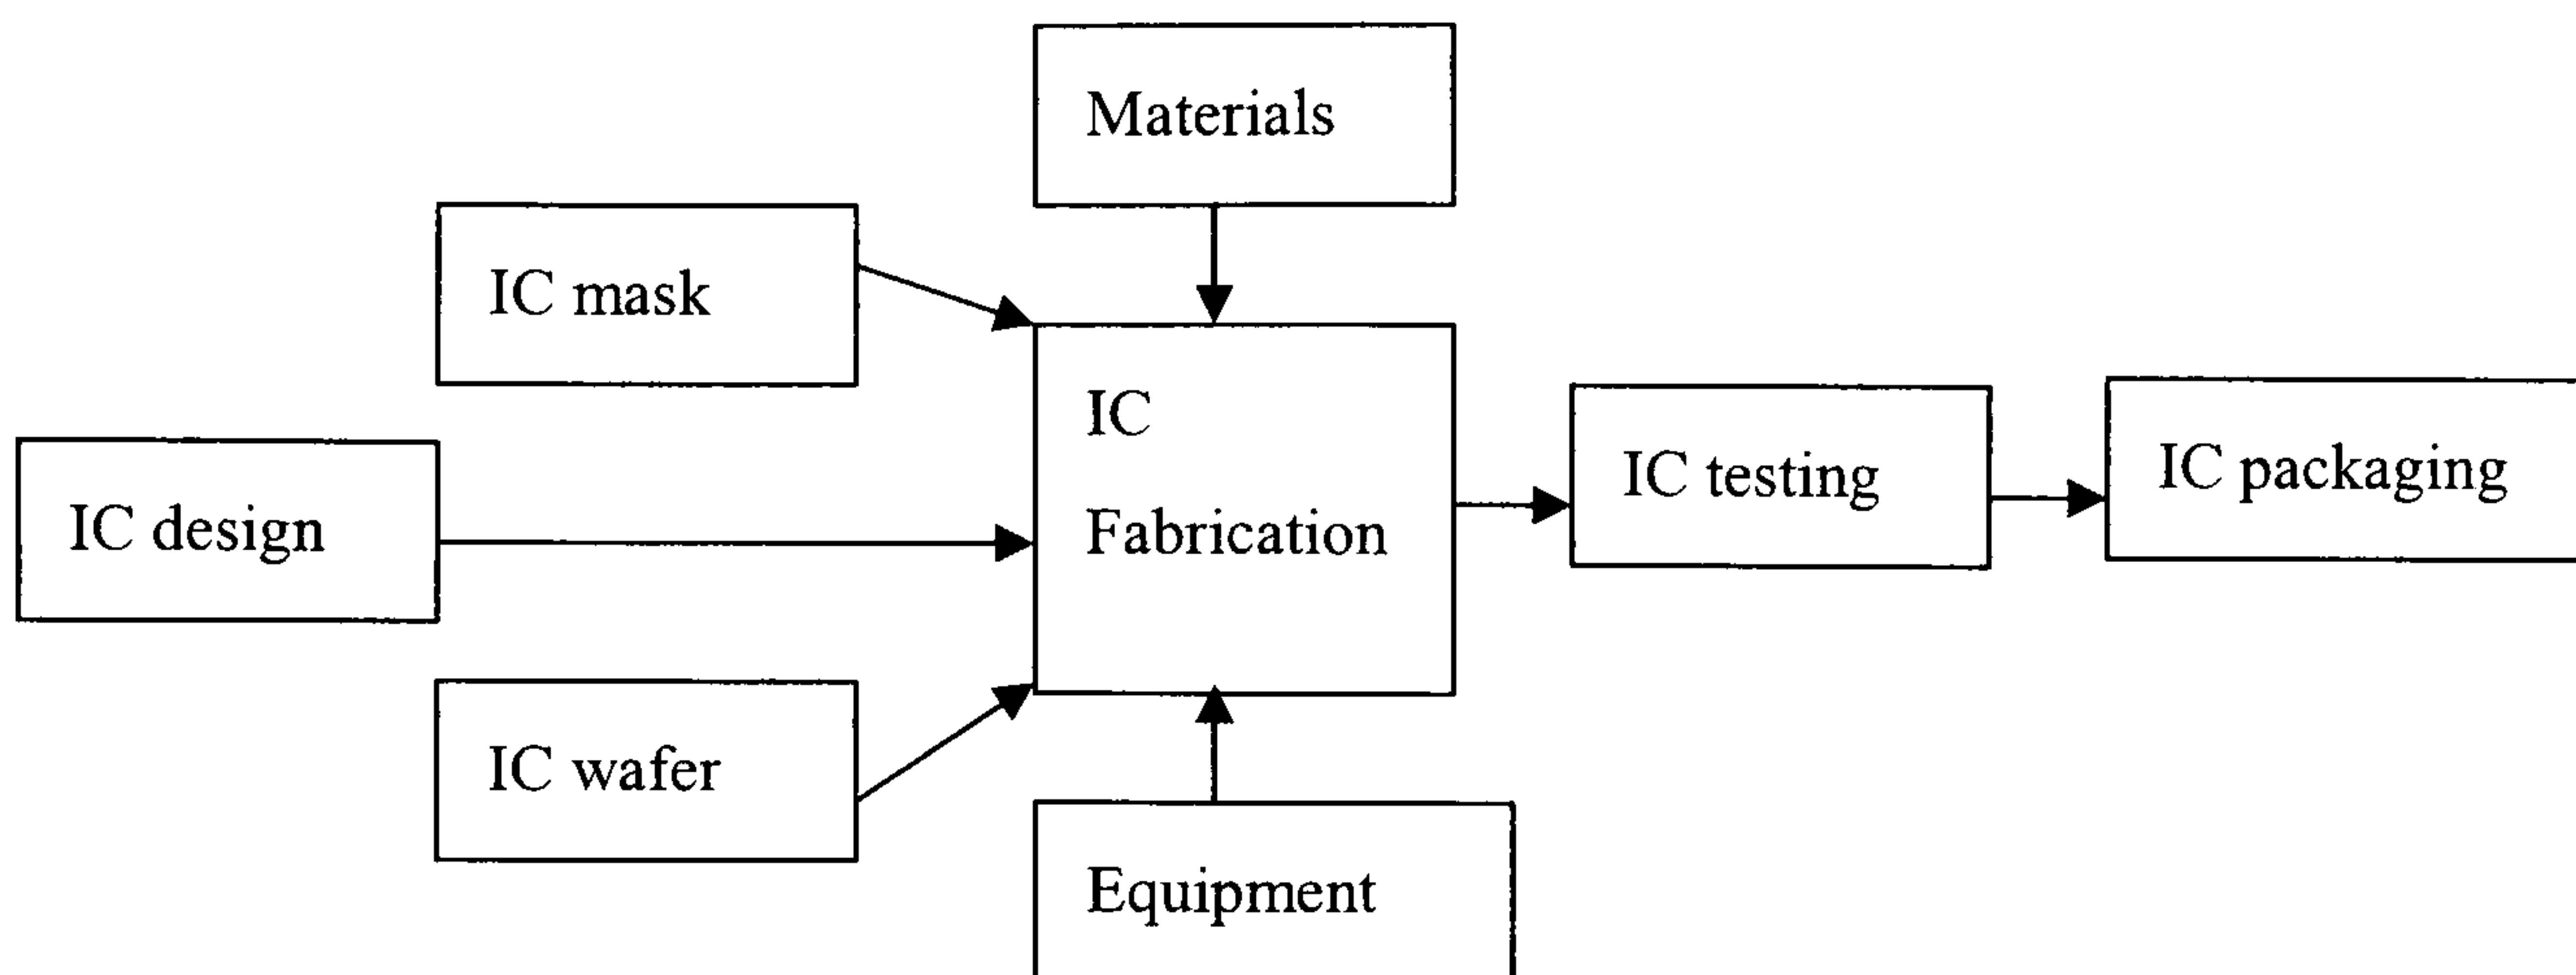 Materials
IC mask
IC design
IC wafer
IC
Fabrication
Equipment
IC testing
IC packaging